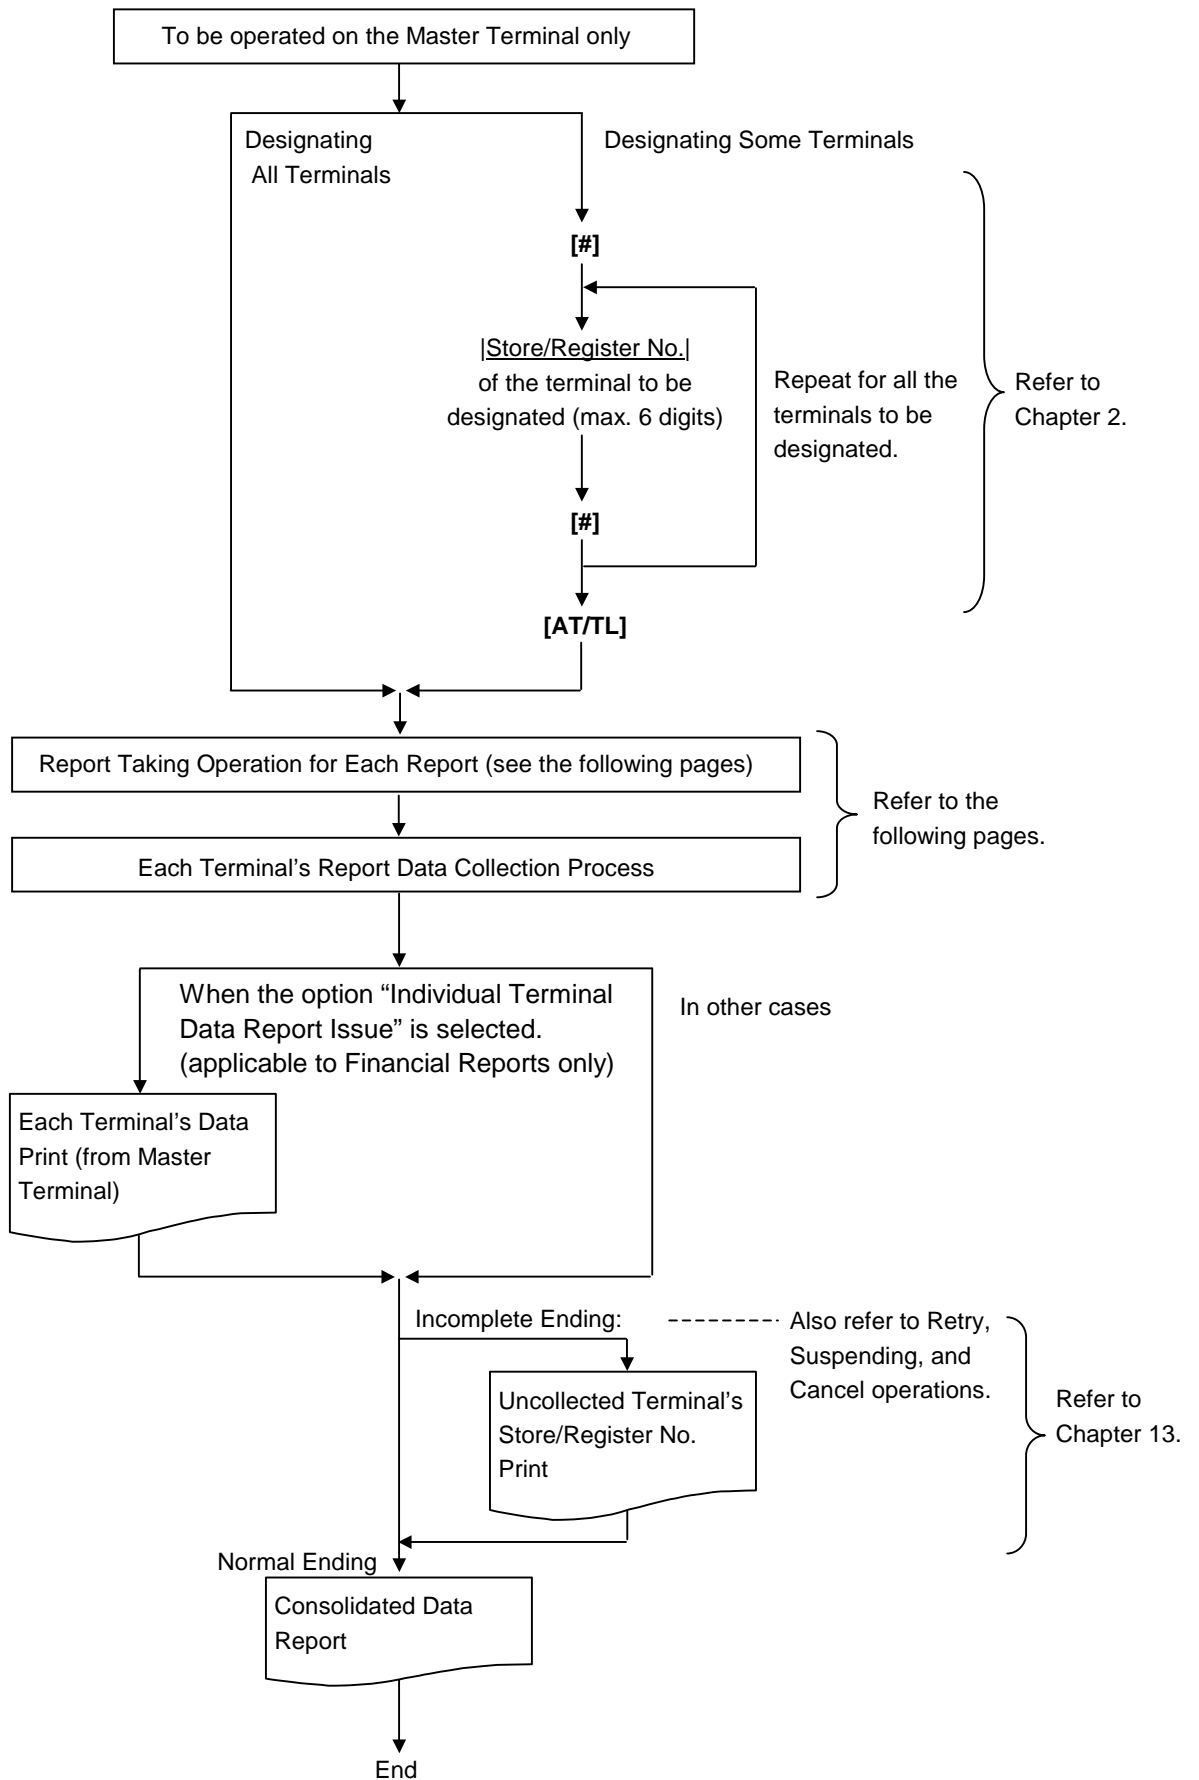 To be operated on the Master Terminal only
Designating
All Terminals
Designating Some Terminals
[#]
|Store/Register No.|
of the terminal to be
designated (max. 6 digits)
Repeat for all the
terminals to be
designated.
Refer to
Chapter 2.
[#]
[AT/TL]
Report Taking Operation for Each Report (see the following pages)
Each Terminal’s Report Data Collection Process
Refer to the
following pages.
When the option “Individual Terminal
Data Report Issue” is selected.
(applicable to Financial Reports only)
In other cases
Each Terminal’s Data
Print (from Master
Terminal)
Incomplete Ending:
Also refer to Retry,
Suspending, and
Cancel operations.
Uncollected Terminal’s
Store/Register No.
Print
Refer to
Chapter 13.
Normal Ending
Consolidated Data
Report
End